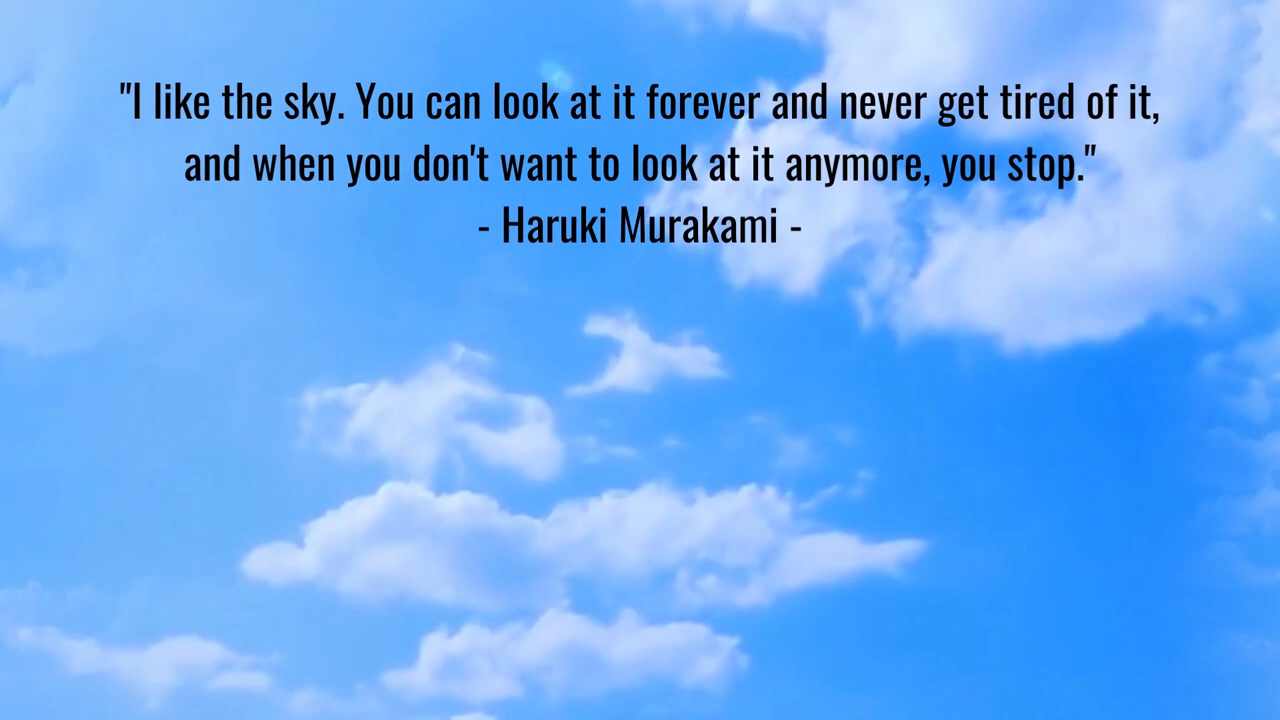 "I like the sky. You can look at it forever and never get tired of it,
and when you don't want to look at it anymore, you stop."
- Haruki Murakami -